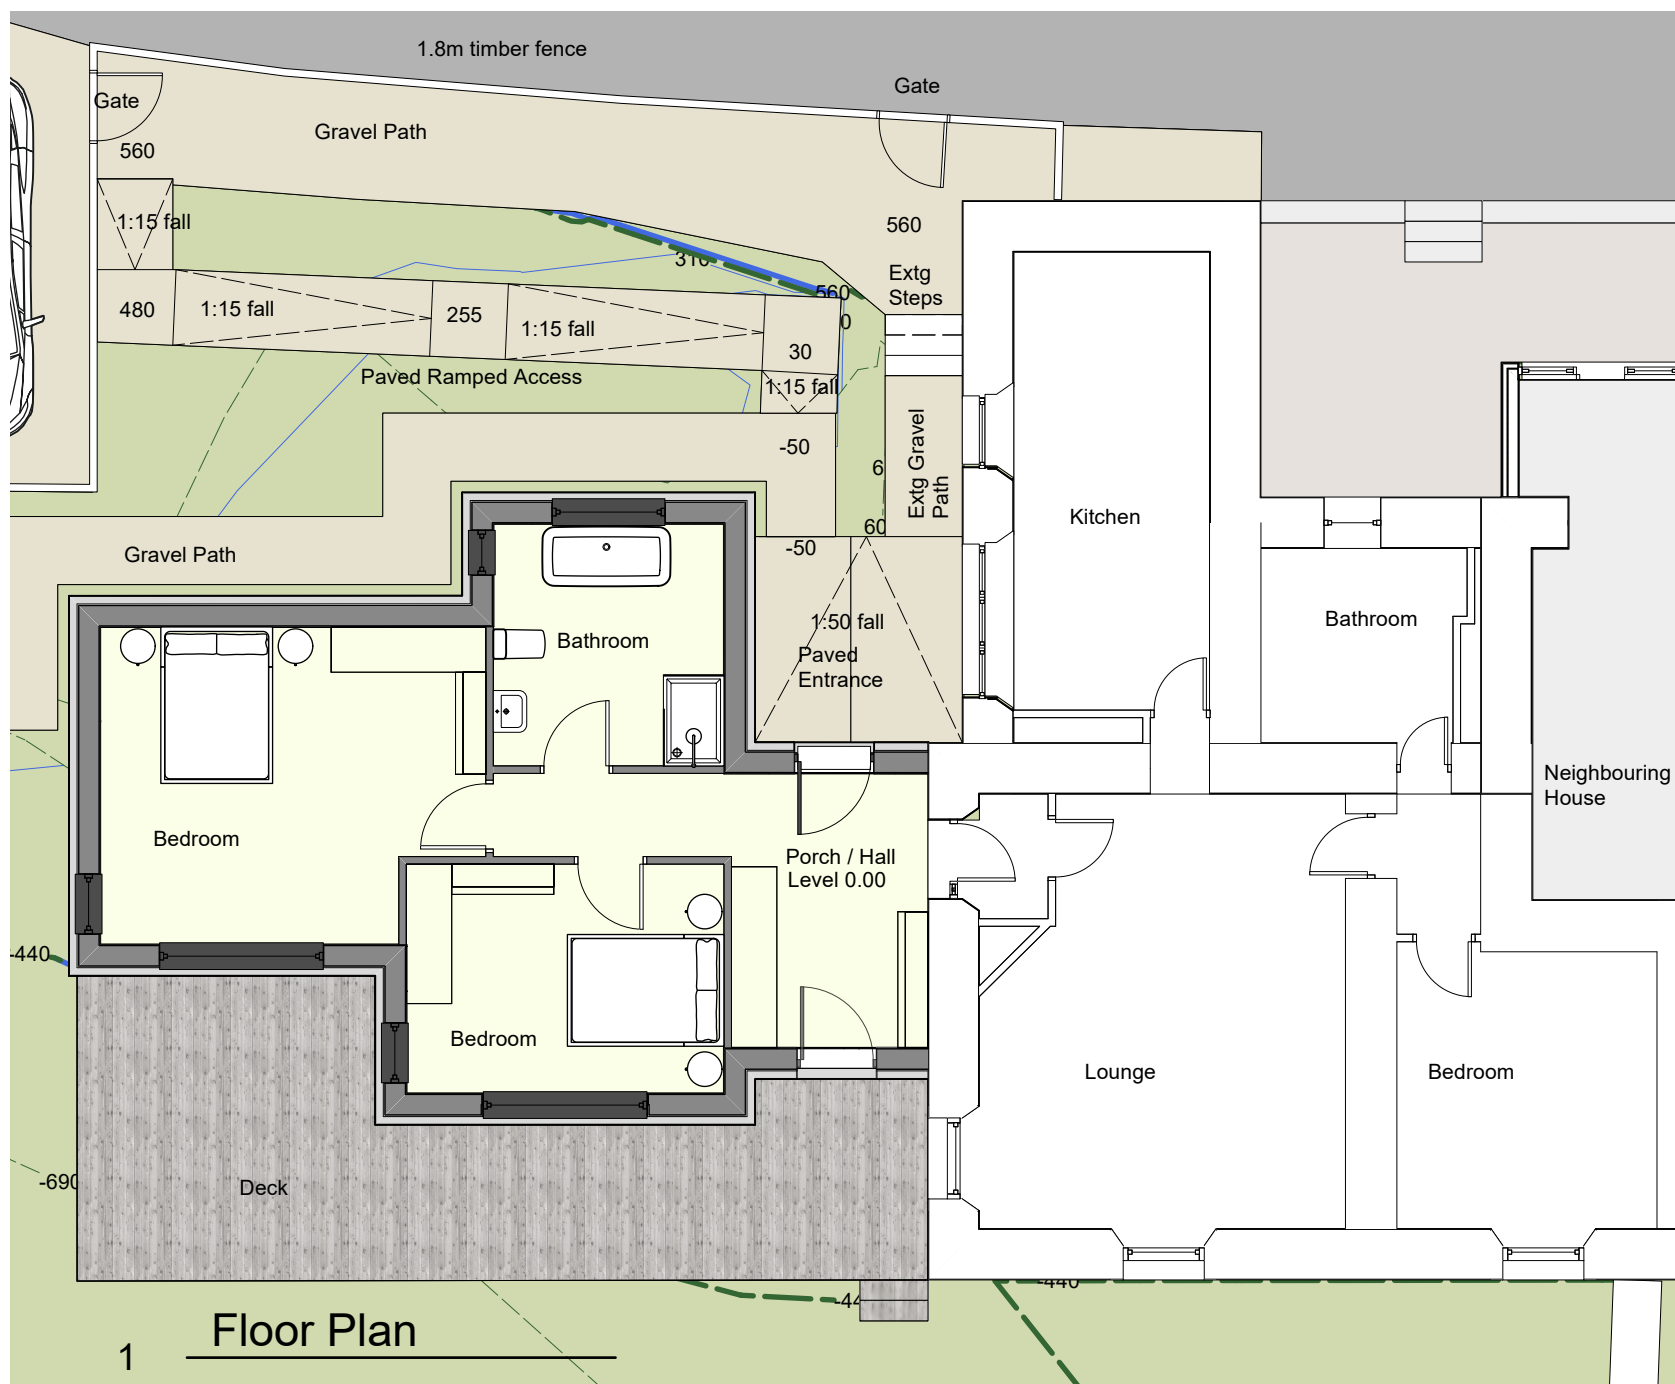 1.8m timber fence
Gate
Gate
Gravel Path
560
1:15 fall
560
310
Extg
Steps
560
480
1:15 fall
255
1:15 fall
0
30
Paved Ramped Access
1:15 fall
-50
Extg Gravel
Path
6
Kitchen
60
-50
Gravel Path
1:50 fall
Bathroom
Bathroom
Paved
Entrance
Neighbouring
House
Bedroom
Porch / Hall
Level 0.00
-440
Bedroom
Lounge
Bedroom
-690
Deck
-440
-44
Floor Plan
1